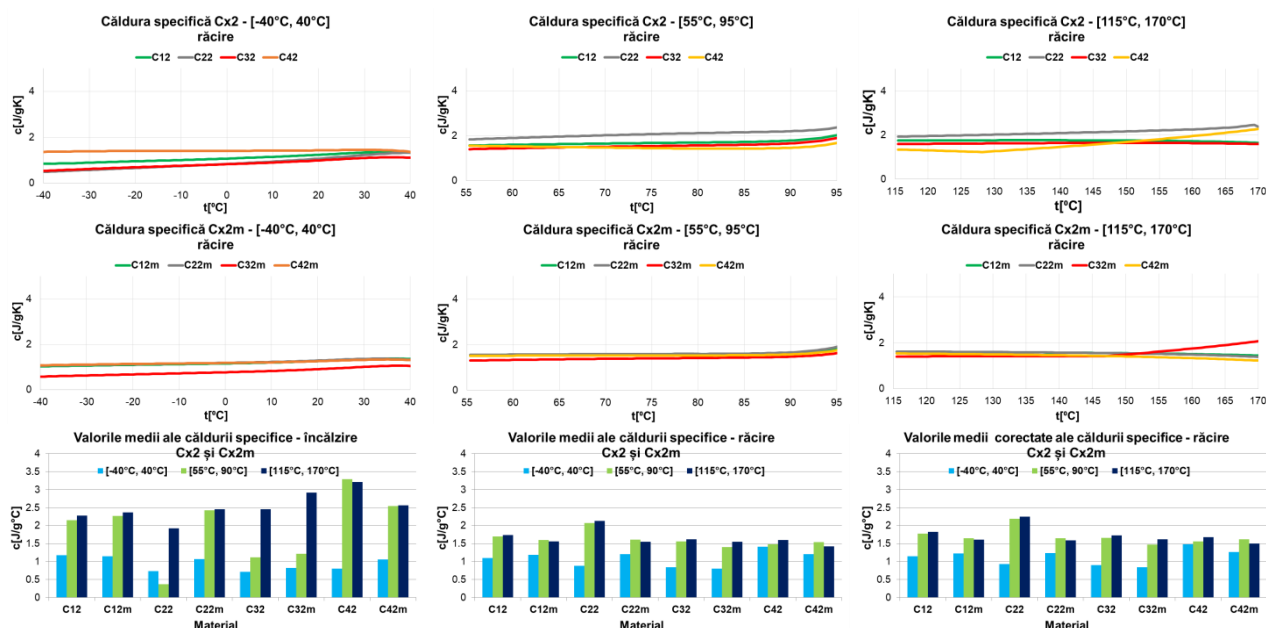 Căldura specifică Cx2 - [-40°C, 40°C]
răcire
C12 C22 C32 C42
c[J/gK]
4
2
0
-40 -30 -20 -10 0 10 20 30 40
t[ºC]
Căldura specifică Cx2 - [55°C, 95°C]
răcire
C12 C22 C32 C42
c[J/gK]
4
2
0
55 60 65 70 75 80 85 90 95
t[ºC]
Căldura specifică Cx2 - [115°C, 170°C]
răcire
C12 C22 C32 C42
c[J/gK]
4
2
0
115 120 125 130 135 140 145 150 155 160 165 170
t[ºC]
Căldura specifică Cx2m - [-40°C, 40°C]
răcire
C12m C22m C32m C42m
c[J/gK]
4
2
0
-40 -30 -20 -10 0 10 20 30 40
t[ºC]
Căldura specifică Cx2m - [55°C, 95°C]
răcire
C12m C22m C32m C42m
c[J/gK]
4
2
0
55 60 65 70 75 80 85 90 95
t[ºC]
Căldura specifică Cx2m - [115°C, 170°C]
răcire
C12m C22m C32m C42m
c[J/gK]
4
2
0
115 120 125 130 135 140 145 150 155 160 165 170
t[ºC]
Valorile medii ale căldurii specifice - încălzire
Cx2 și Cx2m
[-40°C, 40°C] [55°C, 90°C] [115°C, 170°C]
c[J/g°C]
4
3.5
3
2.5
2
1.5
1
0.5
0
C12 C12m C22 C22m C32 C32m C42 C42m
Material
Valorile medii ale căldurii specifice - răcire
Cx2 și Cx2m
[-40°C, 40°C] [55°C, 90°C] [115°C, 170°C]
c[J/g°C]
4
3.5
3
2.5
2
1.5
1
0.5
0
C12 C12m C22 C22m C32 C32m C42 C42m
Material
Valorile medii corectate ale căldurii specifice - răcire
Cx2 și Cx2m
[-40°C, 40°C] [55°C, 90°C] [115°C, 170°C]
c[J/g°C]
4
3.5
3
2.5
2
1.5
1
0.5
0
C12 C12m C22 C22m C32 C32m C42 C42m
Material